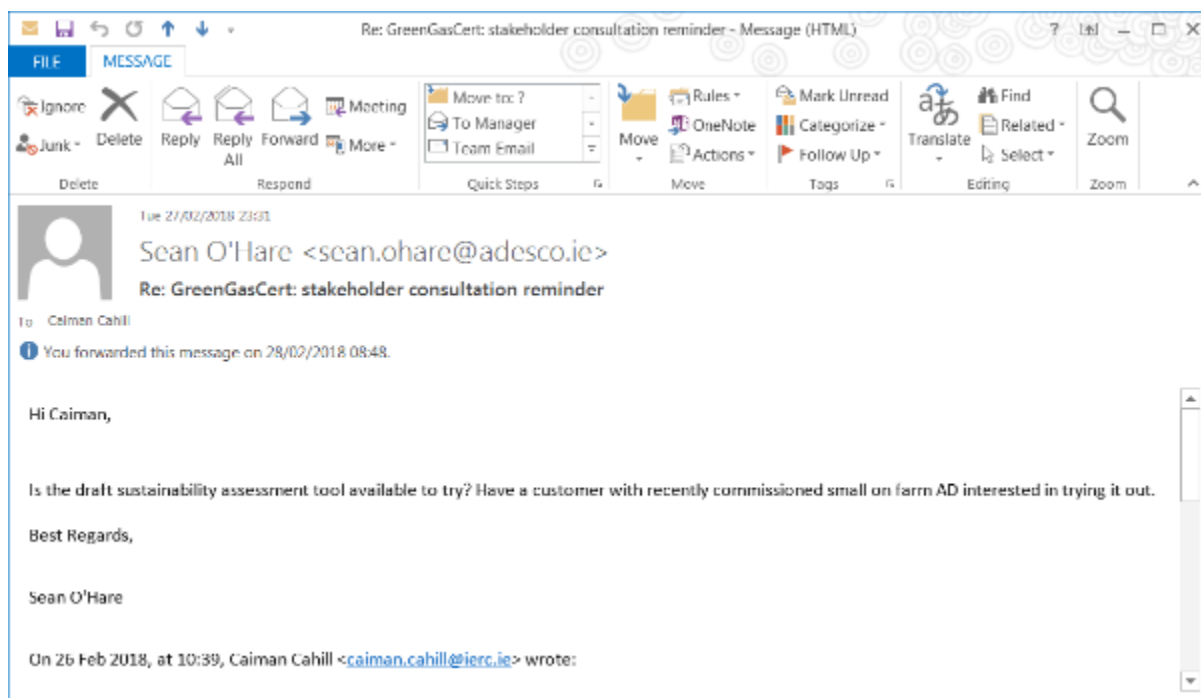 Re: GreenGasCert: stakeholder consultation reminder - Message (HTML)
FILE MESSAGE
Ignore
Junk
Delete
Reply
Reply All
Forward
Meeting
More
Move to: ?
To Manager
Team Email
Move
Rules
OneNote
Actions
Mark Unread
Categorize
Follow Up
Translate
Find
Related
Select
Zoom
Delete Respond Quick Steps Move Tags Editing Zoom
Tue 27/02/2018 23:31
Sean O'Hare <sean.ohare@adesco.ie>
Re: GreenGasCert: stakeholder consultation reminder
To Caiman Cahill
You forwarded this message on 28/02/2018 08:48.
Hi Caiman,
Is the draft sustainability assessment tool available to try? Have a customer with recently commissioned small on farm AD interested in trying it out.
Best Regards,
Sean O'Hare
On 26 Feb 2018, at 10:39, Caiman Cahill <caiman.cahill@ierc.ie> wrote: